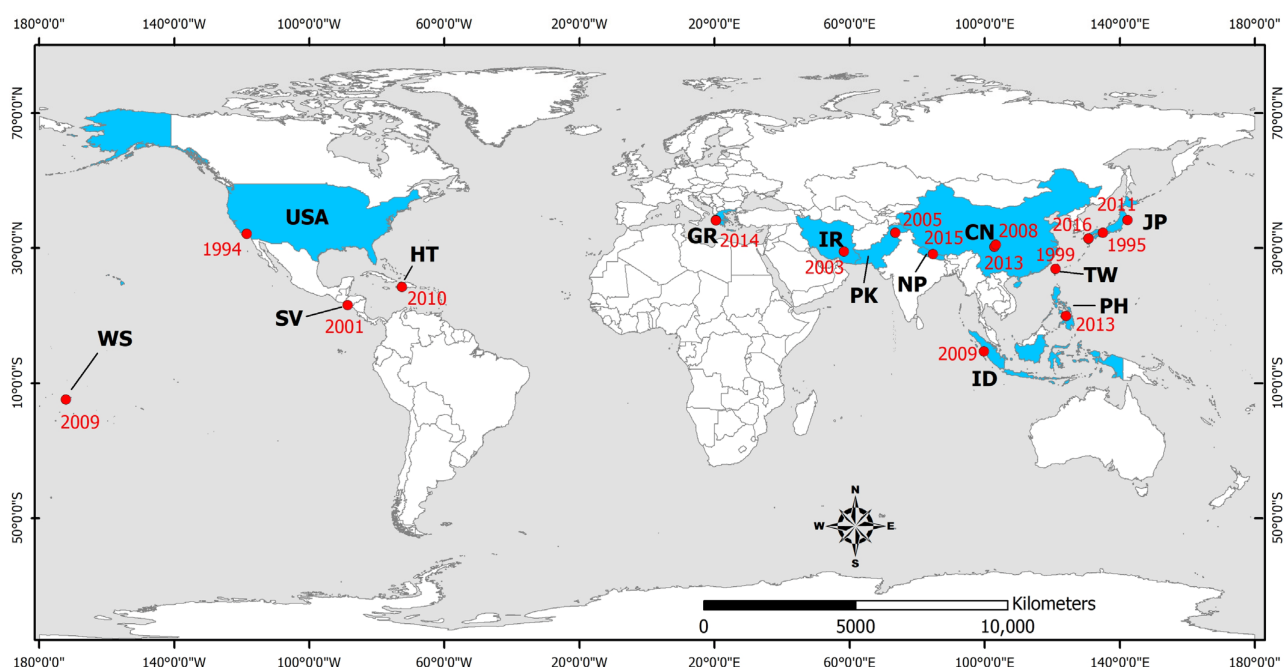 180°0'0"W 140°0'0"W 100°0'0"W 60°0'0"W 20°0'0"W 20°0'0"E 60°0'0"E 100°0'0"E 140°0'0"E 180°0'0"E
70°0'0"N
70°0'0"N
30°0'0"N
30°0'0"N
10°0'0"S
10°0'0"S
50°0'0"S
50°0'0"S
USA
1994
HT
2010
SV
2001
WS
2009
GR
2014
IR
2003
PK
2005
2015
NP
CN
2008
2013
2011
JP
2016
1995
1999
TW
PH
2013
2009
ID
N
W
E
S
Kilometers
0 5000 10,000
180°0'0"W 140°0'0"W 100°0'0"W 60°0'0"W 20°0'0"W 20°0'0"E 60°0'0"E 100°0'0"E 140°0'0"E 180°0'0"E